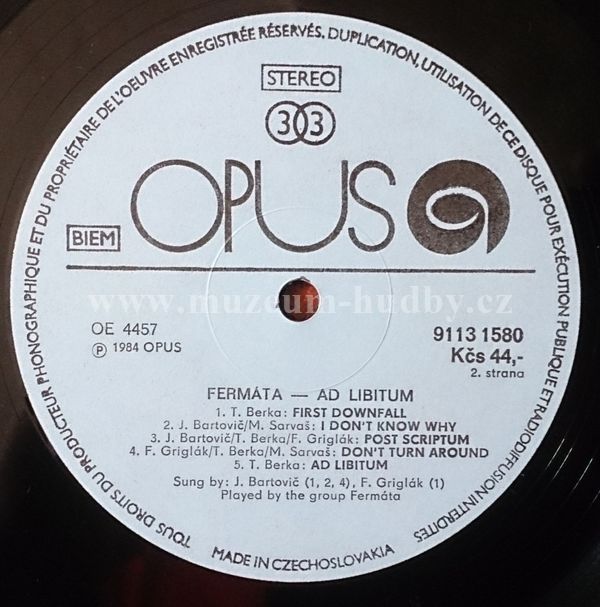 TOUS DROITS DU PRODUCTEUR PHONOGRAPHIQUE ET DU PROPRIÉTAIRE DE L'OEUVRE ENREGISTRÉE RÉSERVÉS. DUPLICATION, UTILISATION DE CE DISQUE POUR EXÉCUTION PUBLIQUE ET RADIODIFFUSION INTERDITES
STEREO
33
OPUS
BIEM
www.muzeum-hudby.cz
OE 4457
9113 1580
Ⓟ 1984 OPUS
Kčs 44,-
2. strana
FERMÁTA — AD LIBITUM
1. T. Berka: FIRST DOWNFALL
2. J. Bartovič/M. Sarvaš: I DON'T KNOW WHY
3. J. Bartovič/T. Berka/F. Griglák: POST SCRIPTUM
4. F. Griglák/T. Berka/M. Sarvaš: DON'T TURN AROUND
5. T. Berka: AD LIBITUM
Sung by: J. Bartovič (1, 2, 4), F. Griglák (1)
Played by the group Fermáta
MADE IN CZECHOSLOVAKIA